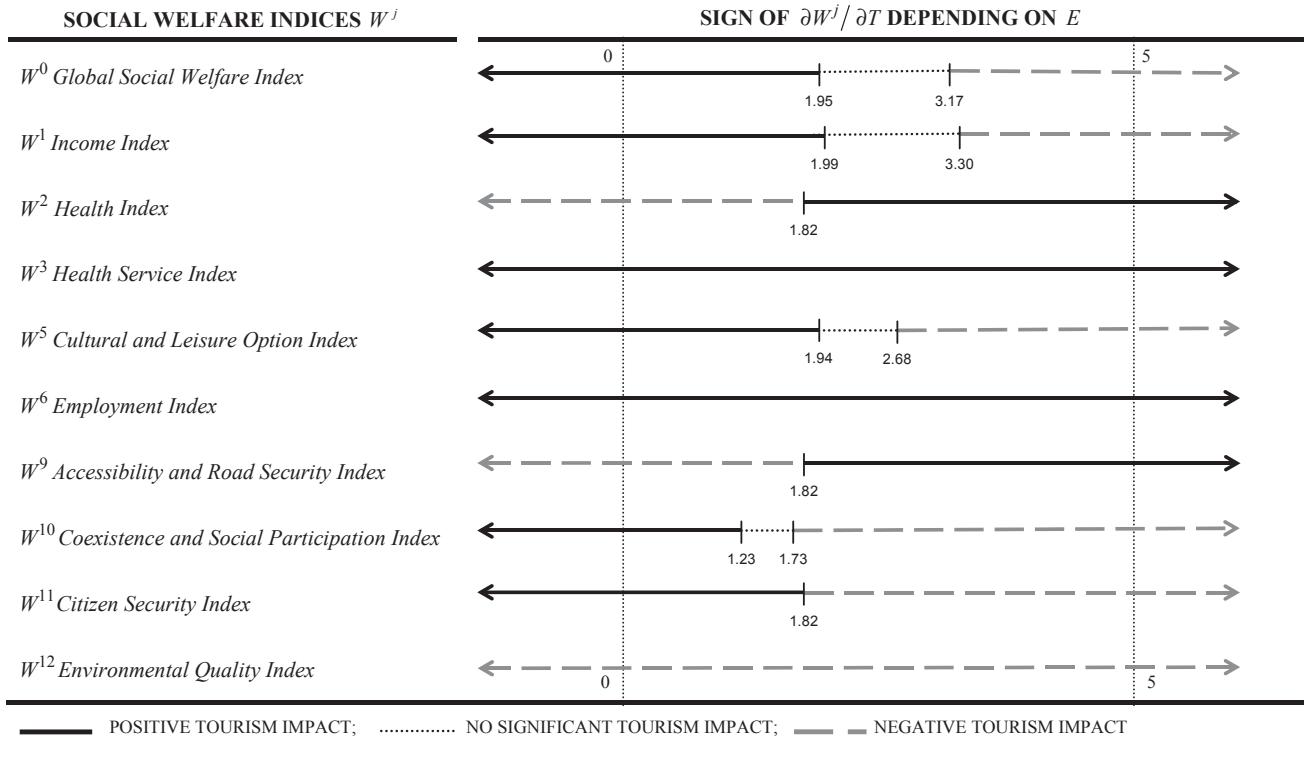 SOCIAL WELFARE INDICES W^j SIGN OF ∂W^j/∂T DEPENDING ON E
0 5
W^0 Global Social Welfare Index
1.95 3.17
W^1 Income Index
1.99 3.30
W^2 Health Index
1.82
W^3 Health Service Index
W^5 Cultural and Leisure Option Index
1.94 2.68
W^6 Employment Index
W^9 Accessibility and Road Security Index
1.82
W^10 Coexistence and Social Participation Index
1.23 1.73
W^11 Citizen Security Index
1.82
W^12 Environmental Quality Index
0 5
POSITIVE TOURISM IMPACT; NO SIGNIFICANT TOURISM IMPACT; NEGATIVE TOURISM IMPACT